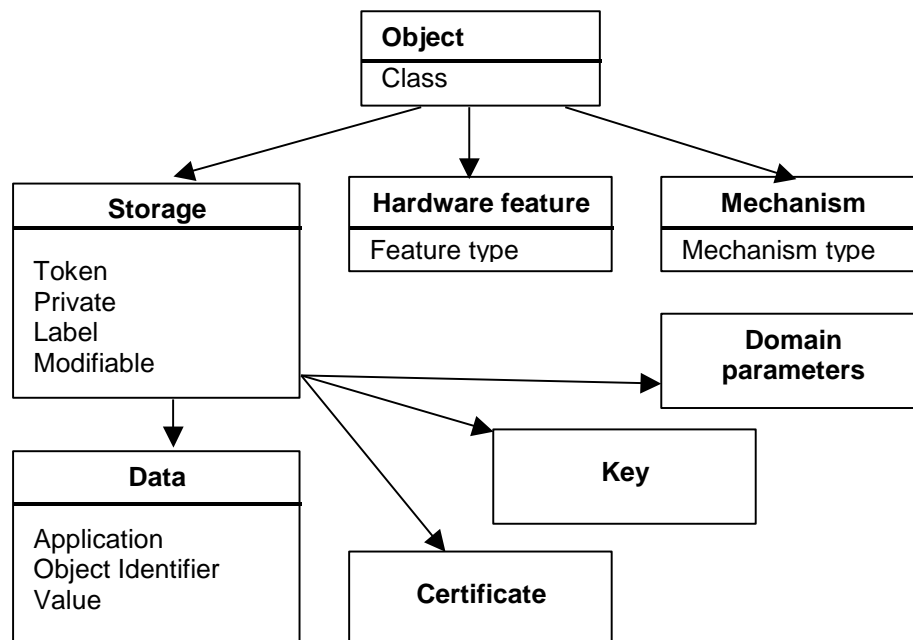 Object
Class
Storage
Token
Private
Label
Modifiable
Hardware feature
Feature type
Mechanism
Mechanism type
Domain
parameters
Key
Data
Application
Object Identifier
Value
Certificate